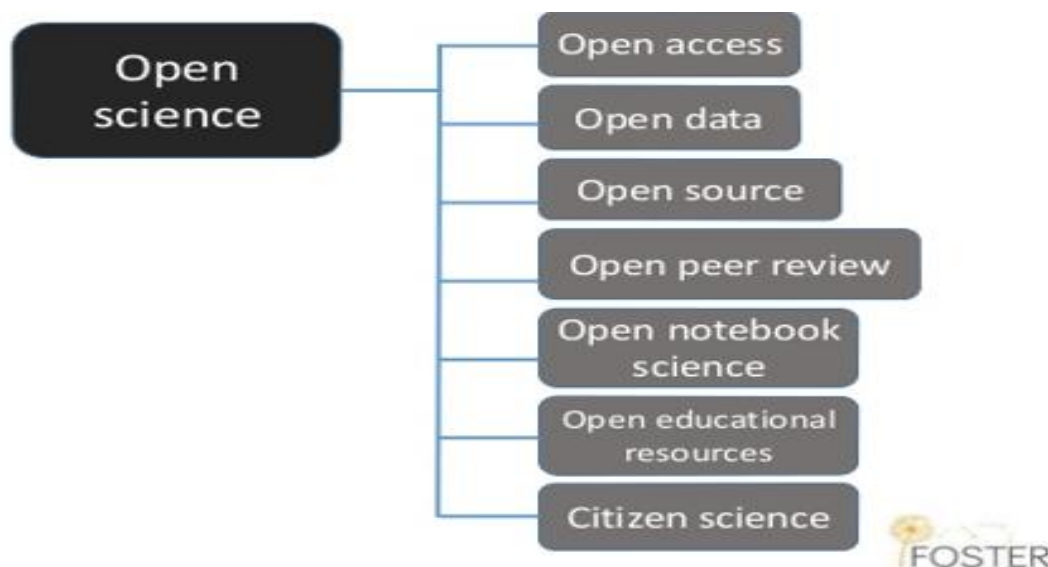 Open
science
Open access
Open data
Open source
Open peer review
Open notebook
science
Open educational
resources
Citizen science
FOSTER